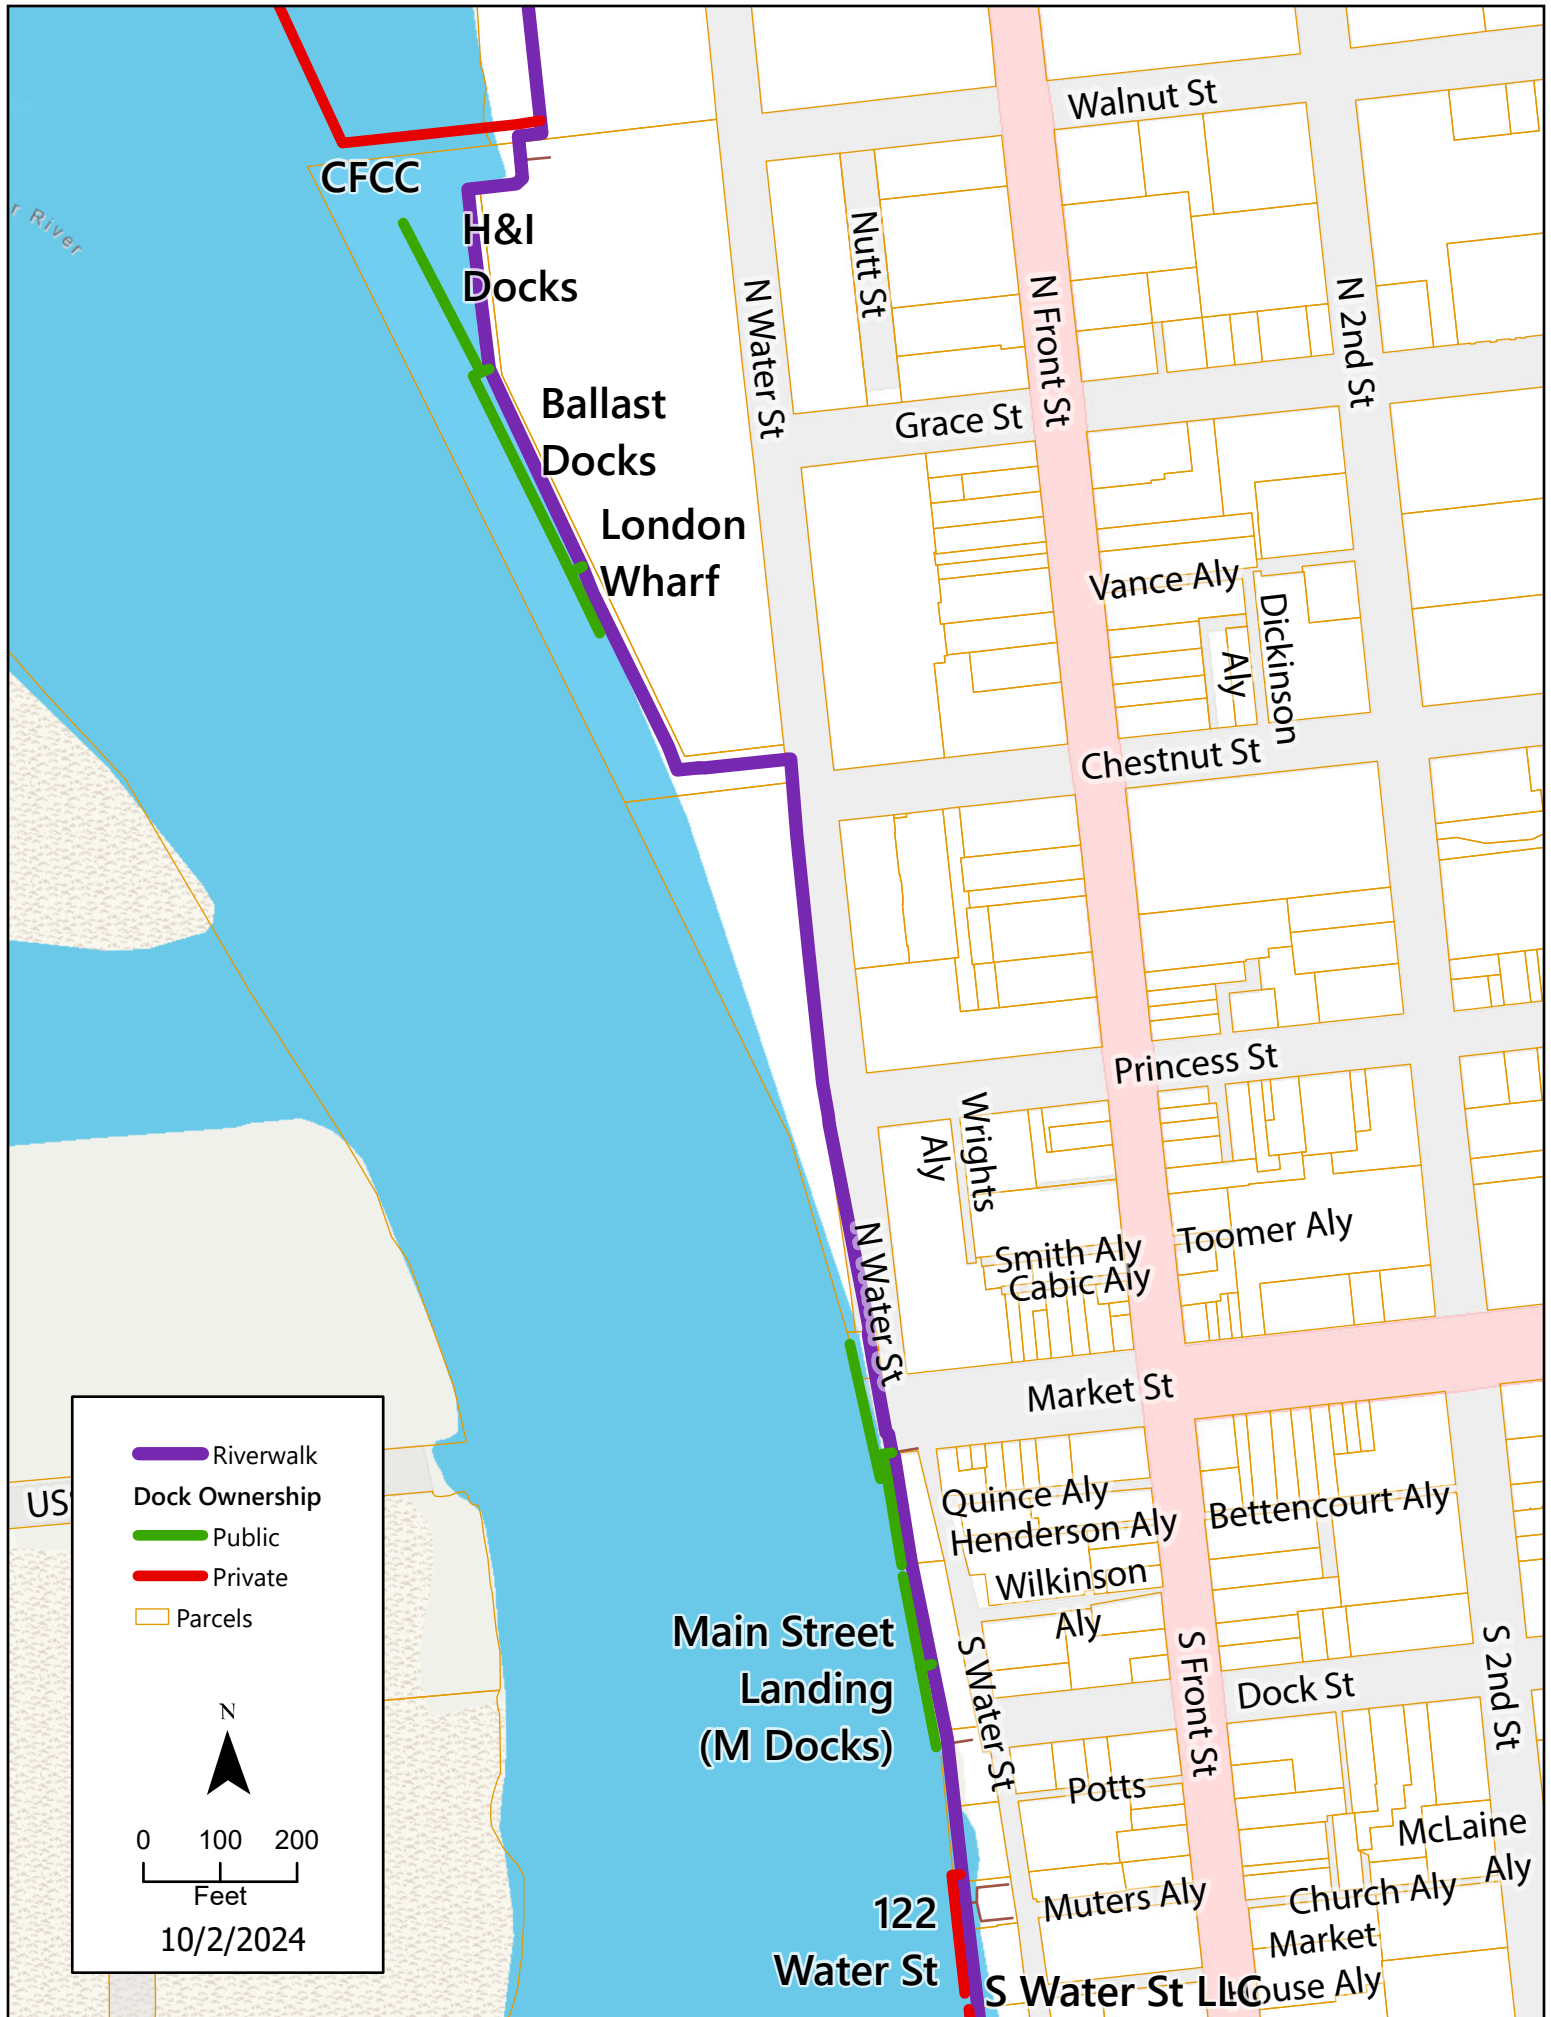 Walnut St
CFCC
r River
H&I
Docks
Nutt St
N Water St
N Front St
N 2nd St
Ballast
Docks
Grace St
London
Wharf
Vance Aly
Dickinson
Aly
Chestnut St
Princess St
Wrights
Aly
N Water St
Smith Aly
Toomer Aly
Cabic Aly
Market St
US
Riverwalk
Dock Ownership
Public
Private
Parcels
N
0 100 200
Feet
10/2/2024
Quince Aly
Bettencourt Aly
Henderson Aly
Wilkinson
Aly
Main Street
Landing
(M Docks)
S Water St
S Front St
S 2nd St
Dock St
Potts
McLaine
Aly
Muters Aly
Church Aly
122
Water St
Market
House Aly
S Water St LLC